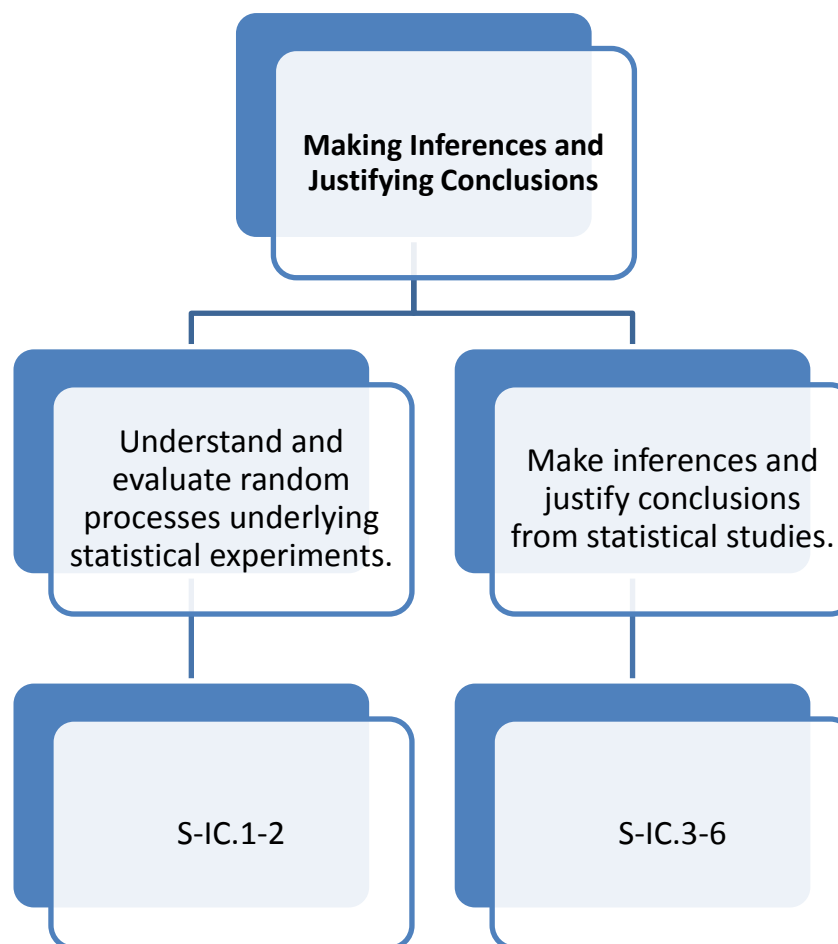 Making Inferences and
Justifying Conclusions
Understand and
evaluate random
processes underlying
statistical experiments.
Make inferences and
justify conclusions
from statistical studies.
S-IC.1-2
S-IC.3-6